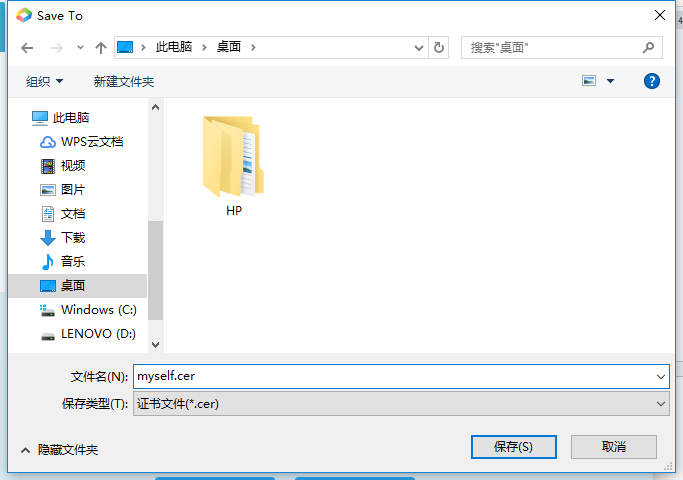 Save To
此电脑 桌面
搜索"桌面"
组织 新建文件夹
此电脑
WPS云文档
视频
图片
文档
下载
音乐
桌面
Windows (C:)
LENOVO (D:)
HP
文件名(N): myself.cer
保存类型(T): 证书文件(*.cer)
隐藏文件夹 保存(S) 取消